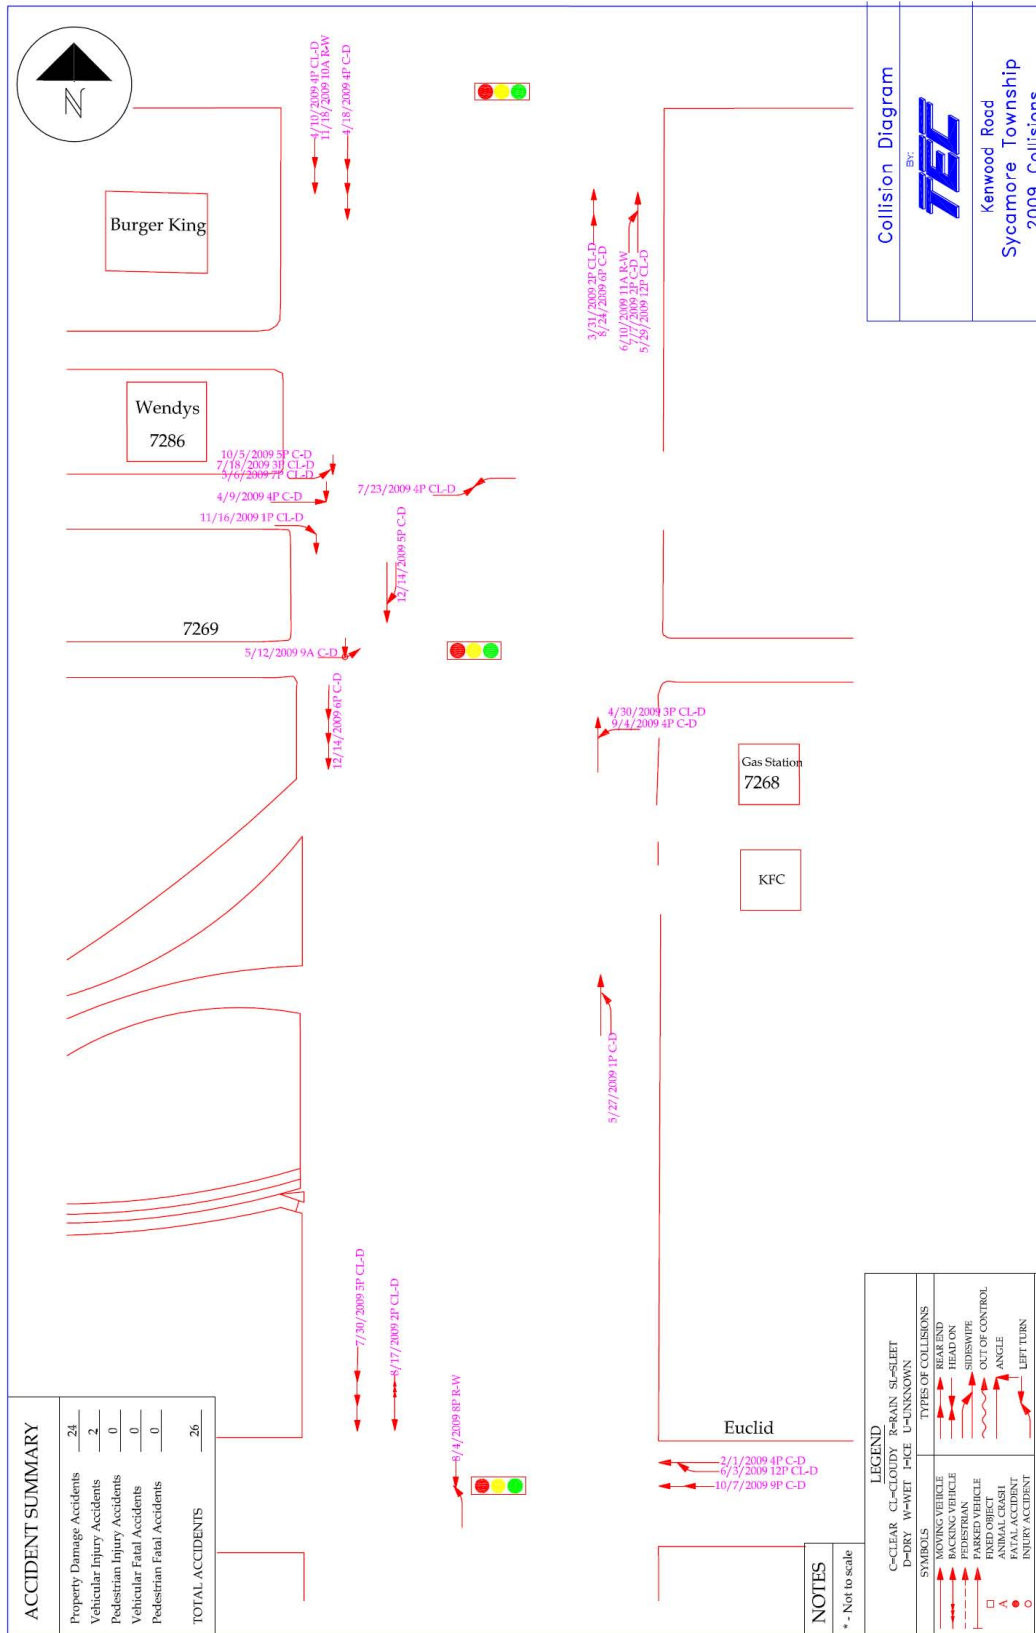 N
4/10/2009 4P CL-D
11/18/2009 10A R-W
4/18/2009 4P C-D
Burger King
3/31/2009 2P CL-D
8/24/2009 6P C-D
6/10/2009 11A R-W
7/7/2009 2P C-D
5/29/2009 12P CL-D
Collision Diagram
BY:
TEC
Kenwood Road
Sycamore Township
2009 Collisions
Wendys
7286
10/5/2009 5P C-D
7/18/2009 3P CL-D
3/6/2009 7P CL-D
4/9/2009 4P C-D
11/16/2009 1P CL-D
7/23/2009 4P CL-D
12/14/2009 5P C-D
7269
5/12/2009 9A C-D
12/14/2009 6P C-D
4/30/2009 3P CL-D
9/4/2009 4P C-D
Gas Station
7268
KFC
5/27/2009 1P C-D
7/30/2009 5P CL-D
8/17/2009 2P CL-D
8/4/2009 8P R-W
Euclid
2/1/2009 4P C-D
6/3/2009 12P CL-D
10/7/2009 9P C-D
ACCIDENT SUMMARY
Property Damage Accidents 24
Vehicular Injury Accidents 2
Pedestrian Injury Accidents 0
Vehicular Fatal Accidents 0
Pedestrian Fatal Accidents 0
TOTAL ACCIDENTS 26
NOTES
* - Not to scale
LEGEND
C=CLEAR CL=CLOUDY R=RAIN SL=SLEET
D=DRY W=WET I=ICE U=UNKNOWN
SYMBOLS
MOVING VEHICLE
BACKING VEHICLE
PEDESTRIAN
PARKED VEHICLE
FIXED OBJECT
A ANIMAL CRASH
FATAL ACCIDENT
INJURY ACCIDENT
TYPES OF COLLISIONS
REAR END
HEAD ON
SIDESWIPE
OUT OF CONTROL
ANGLE
LEFT TURN